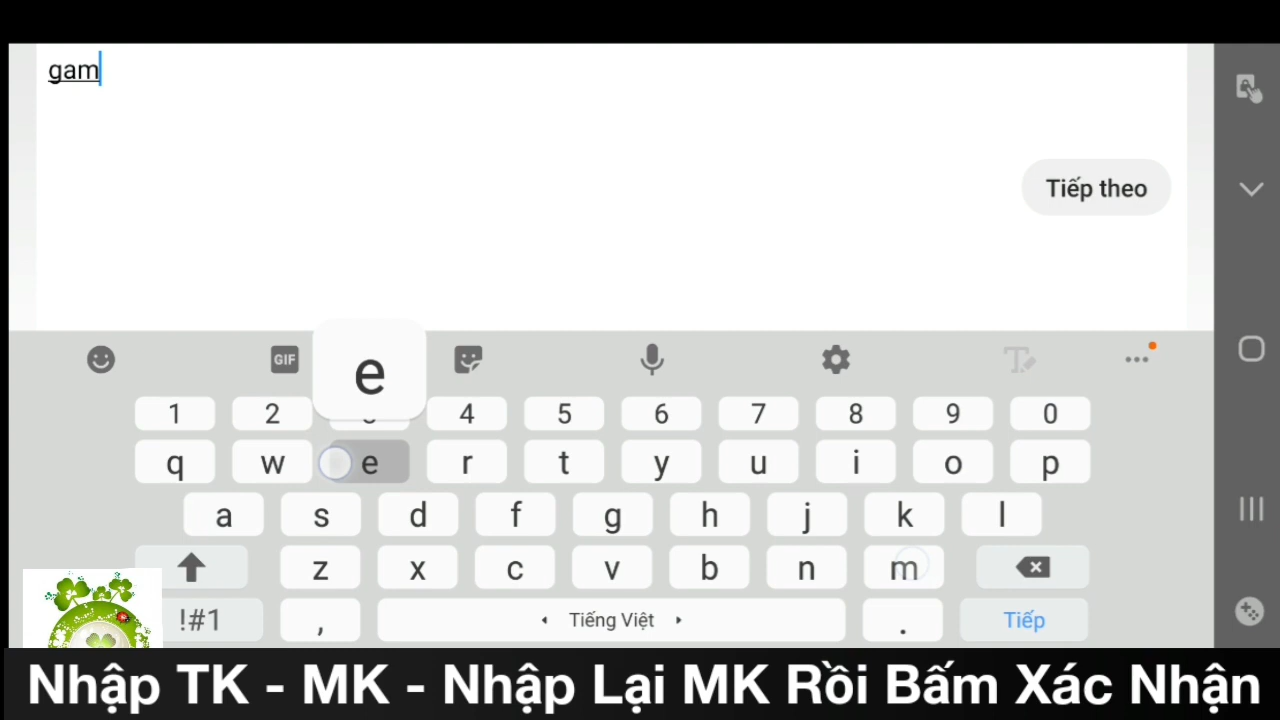 gam
Tiếp theo
GIF
e
1 2 4 5 6 7 8 9 0
q w e r t y u i o p
a s d f g h j k l
z x c v b n m
!#1 , Tiếng Việt . Tiếp
Nhập TK - MK - Nhập Lại MK Rồi Bấm Xác Nhận